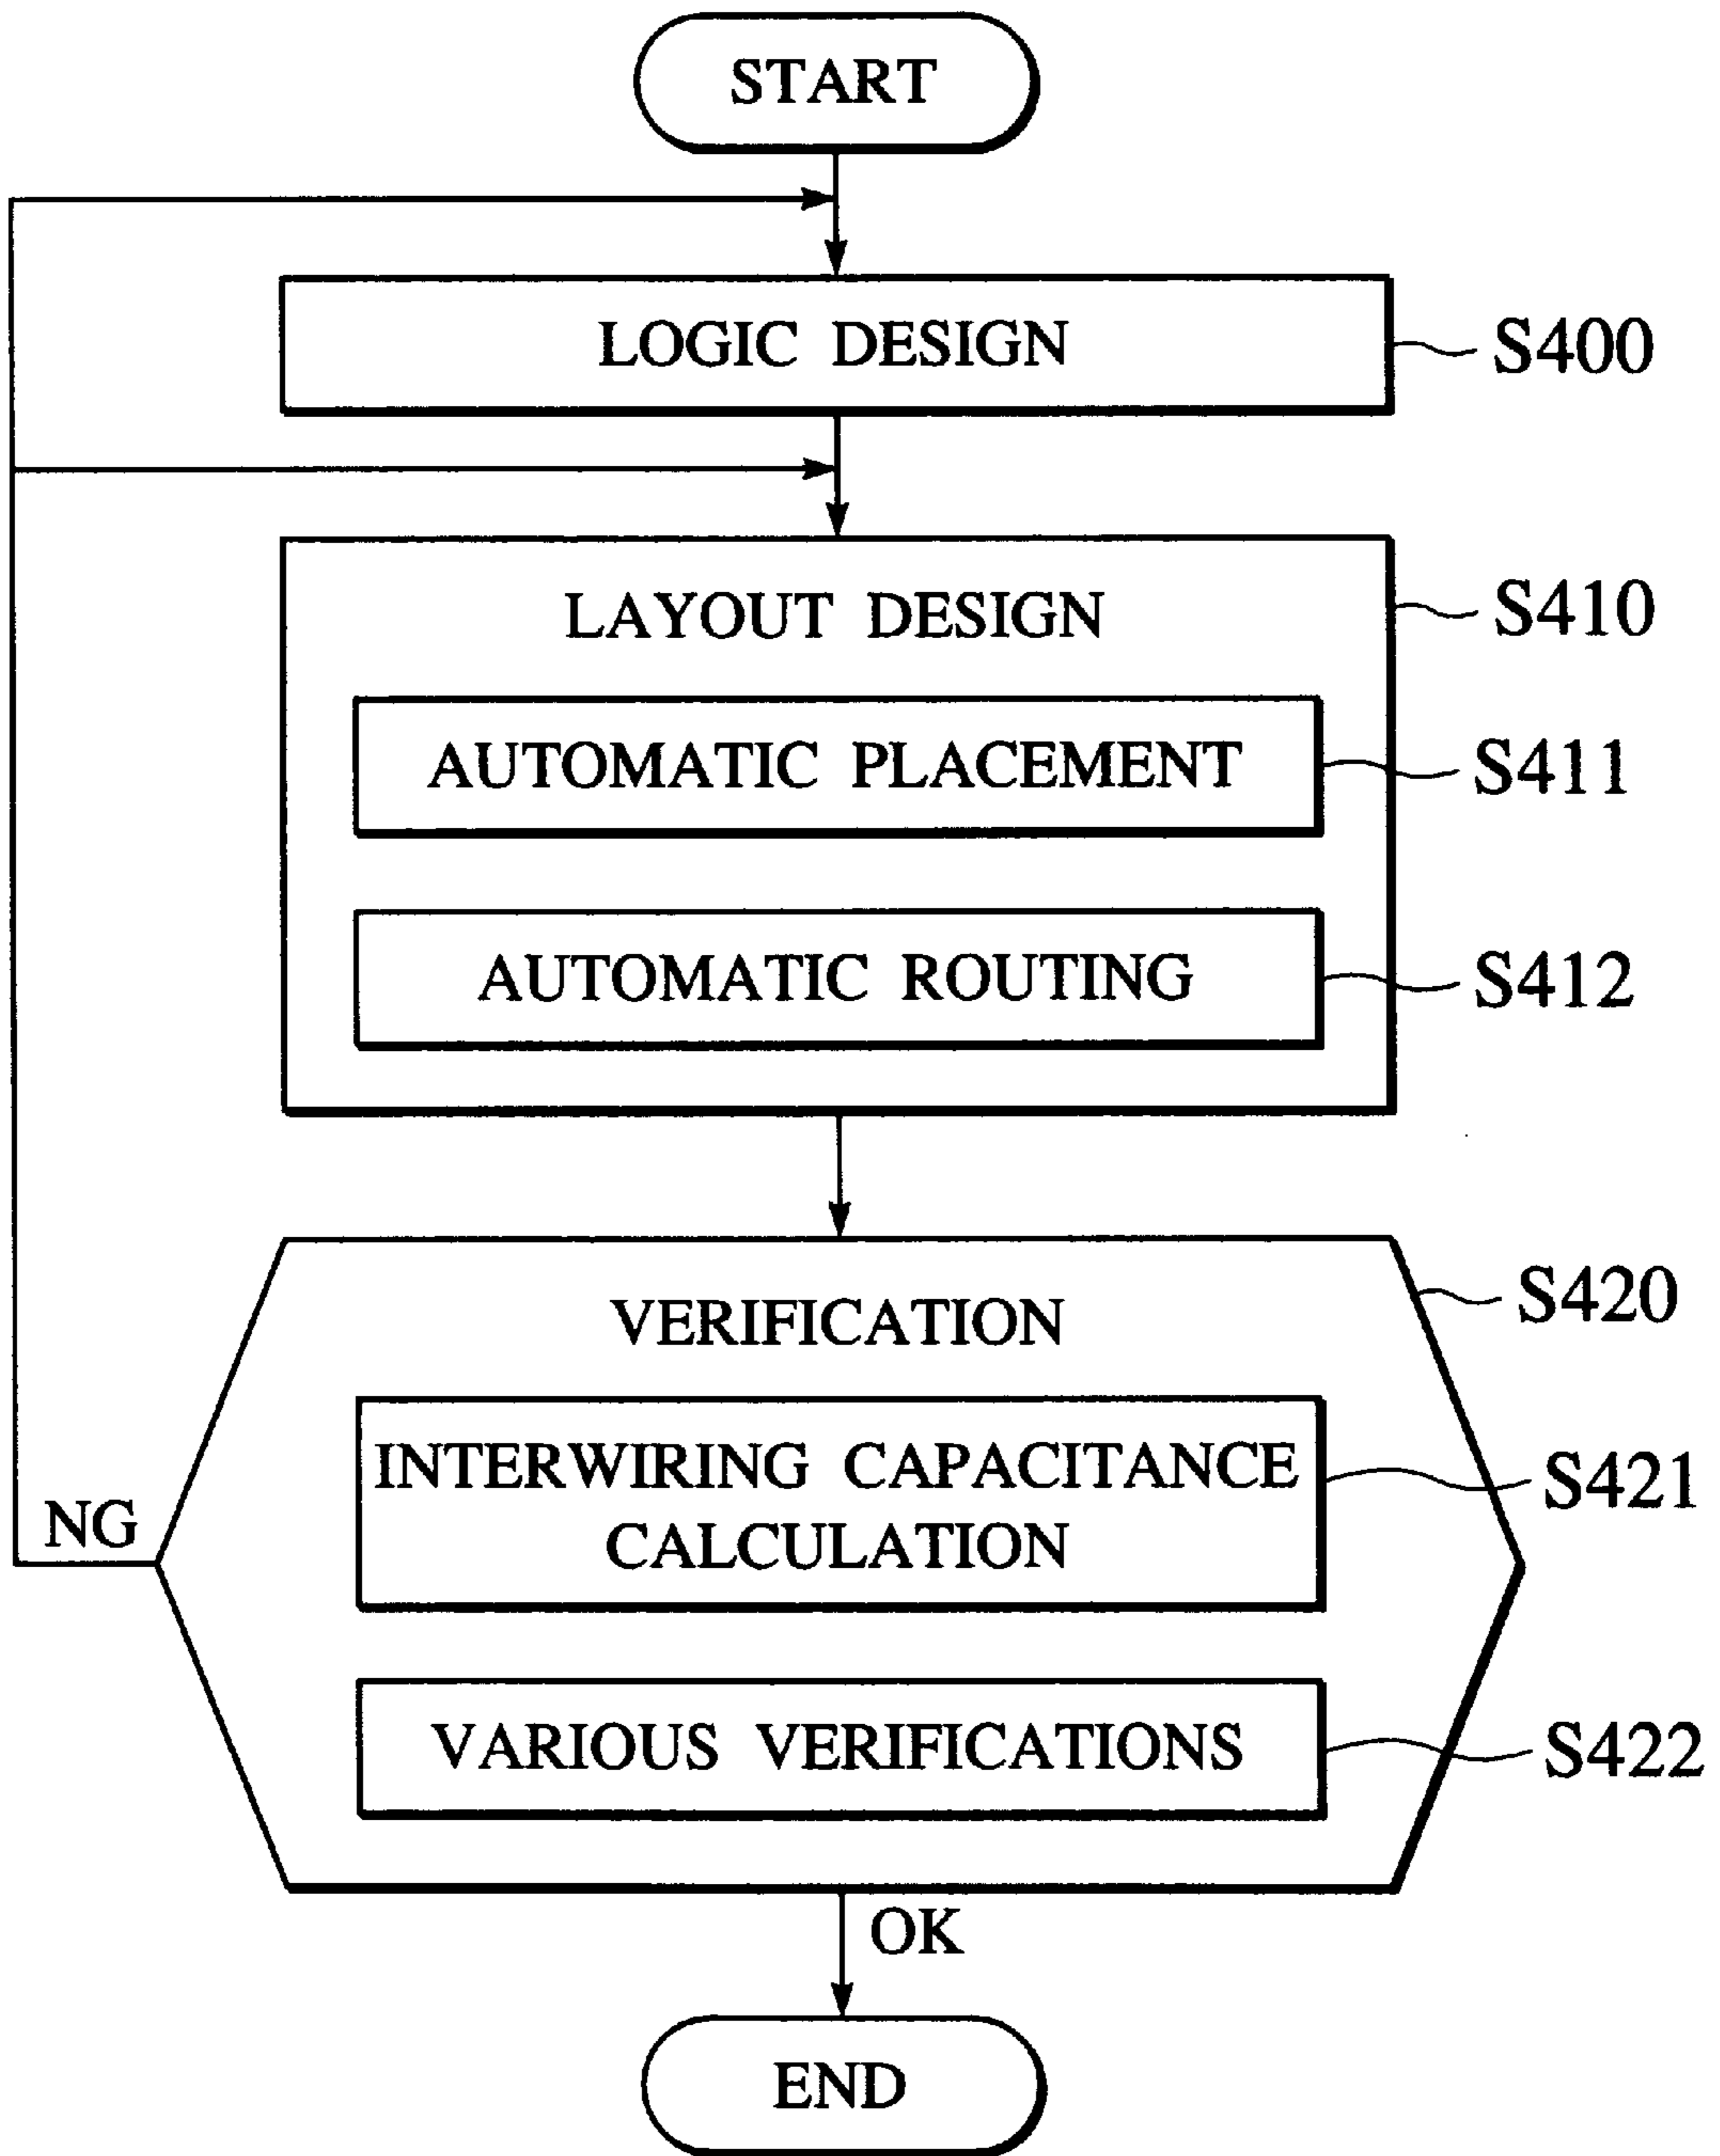 START
LOGIC DESIGN
S400
LAYOUT DESIGN
S410
AUTOMATIC PLACEMENT
S411
AUTOMATIC ROUTING
S412
VERIFICATION
S420
INTERWIRING CAPACITANCE
CALCULATION
S421
NG
VARIOUS VERIFICATIONS
S422
OK
END